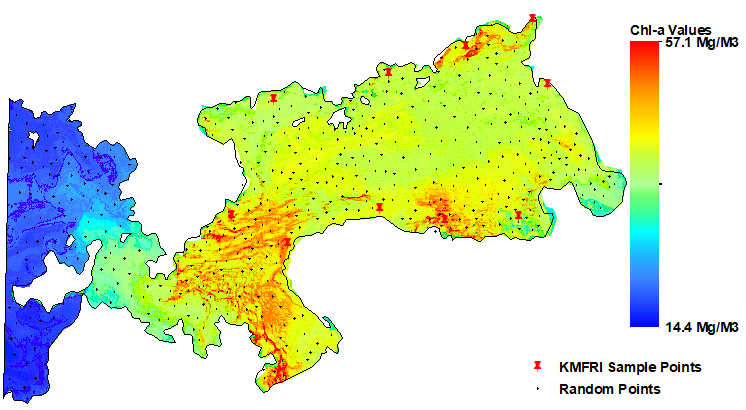 Chl-a Values
57.1 Mg/M3
14.4 Mg/M3
KMFRI Sample Points
Random Points